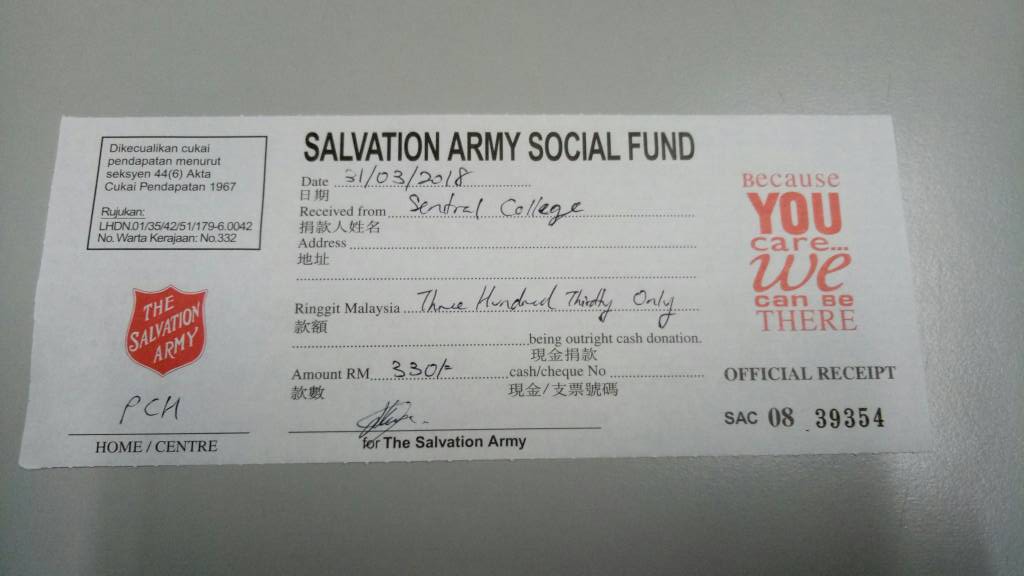 Dikecualikan cukai
pendapatan menurut
seksyen 44(6) Akta
Cukai Pendapatan 1967
Rujukan:
LHDN.01/35/42/51/179-6.0042
No. Warta Kerajaan: No.332
THE
SALVATION
ARMY
PCH
HOME / CENTRE
SALVATION ARMY SOCIAL FUND
Date 31/03/2018
日期
Received from Sentral College
捐款人姓名
Address
地址
Ringgit Malaysia Three Hundred Thirdty Only
款額
being outright cash donation.
現金捐款
Amount RM 330/- cash/cheque No
款數 現金/支票號碼
for The Salvation Army
Because
YOU
care...
we
can be
THERE
OFFICIAL RECEIPT
SAC 08 39354